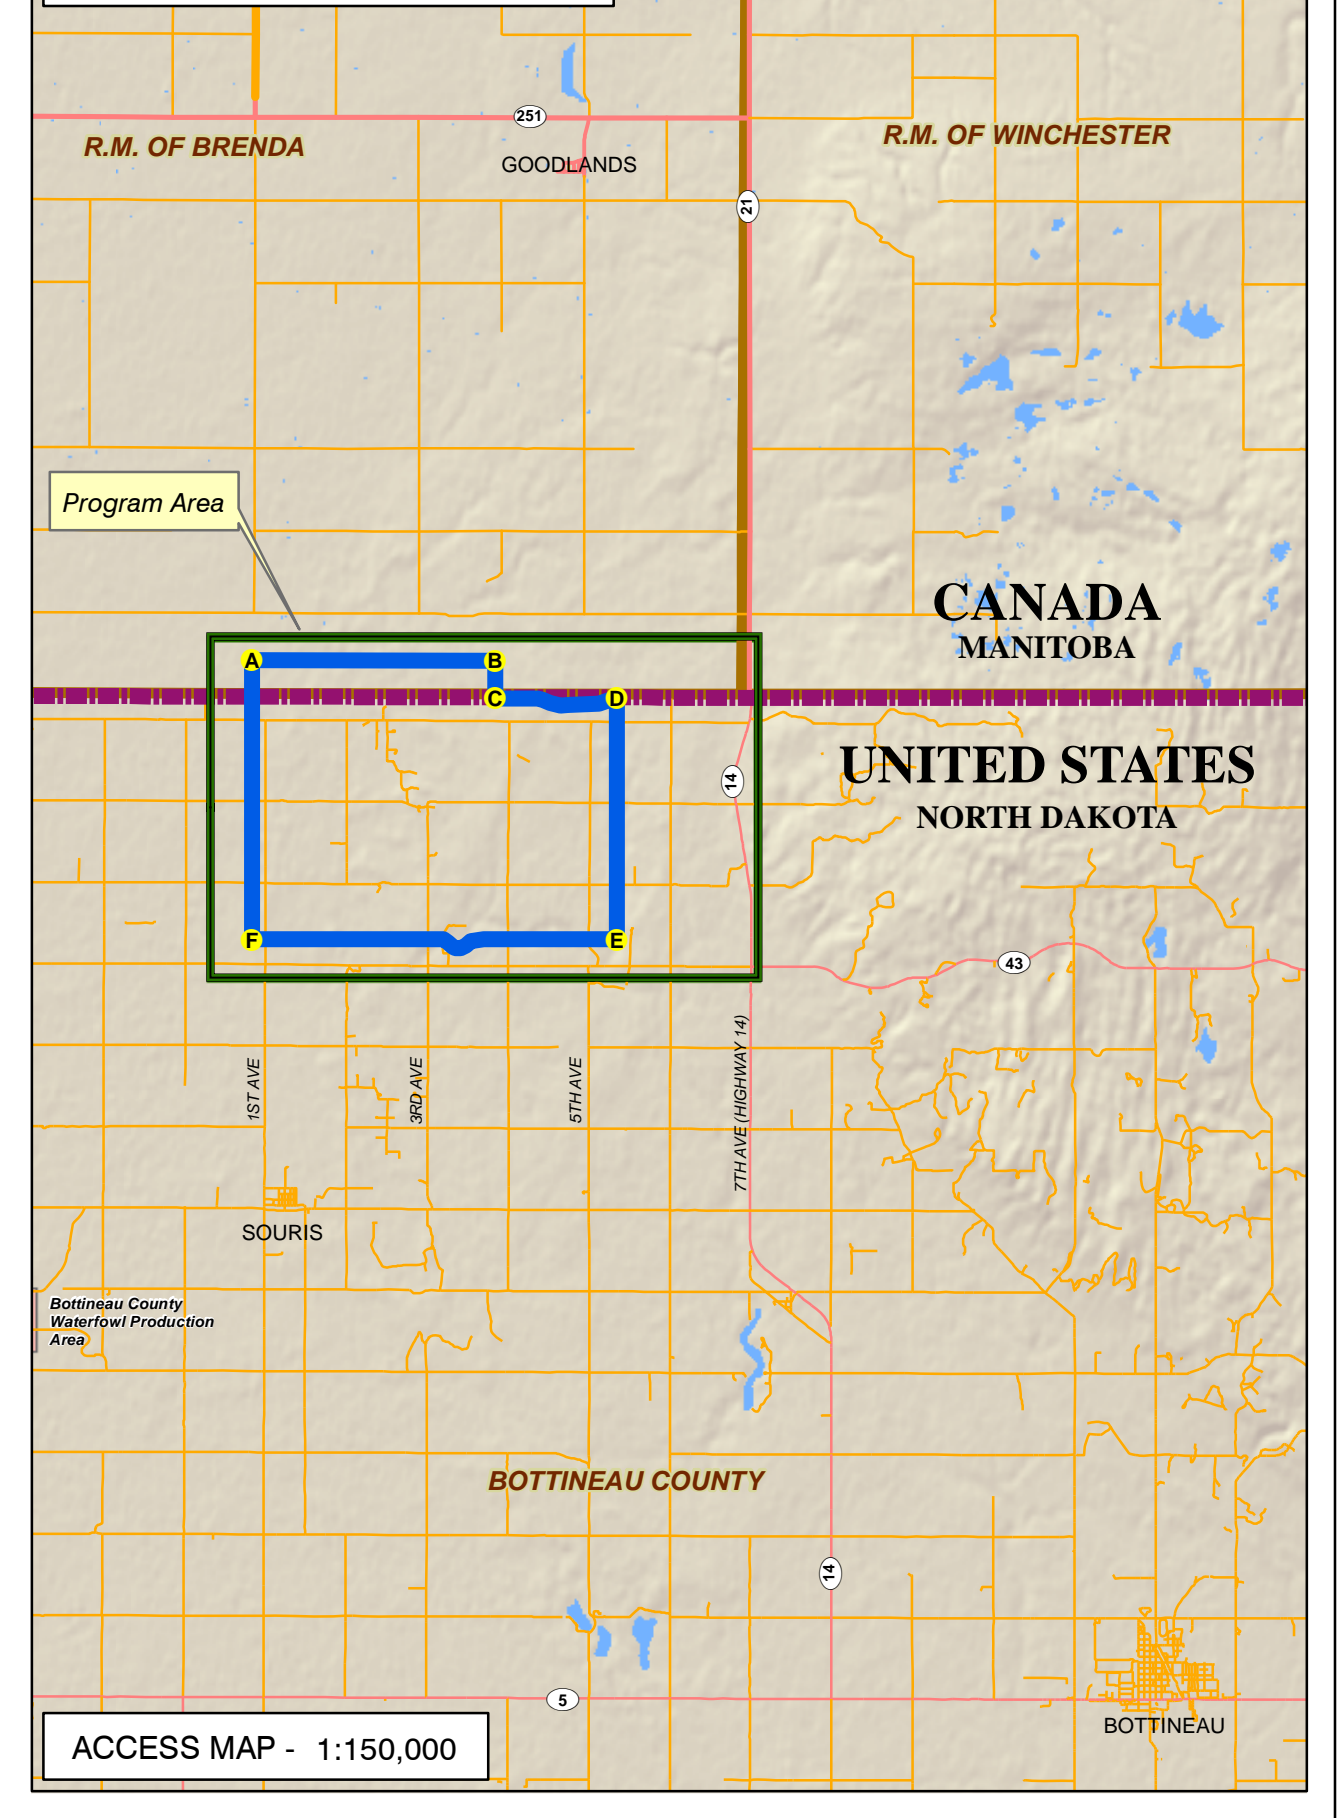 251
R.M. OF BRENDA
R.M. OF WINCHESTER
GOODLANDS
21
Program Area
CANADA
MANITOBA
A
B
C
D
UNITED STATES
14
NORTH DAKOTA
F
E
43
1ST AVE
3RD AVE
5TH AVE
7TH AVE (HIGHWAY 14)
SOURIS
Bottineau County
Waterfowl Production
Area
BOTTINEAU COUNTY
14
5
BOTTINEAU
ACCESS MAP - 1:150,000